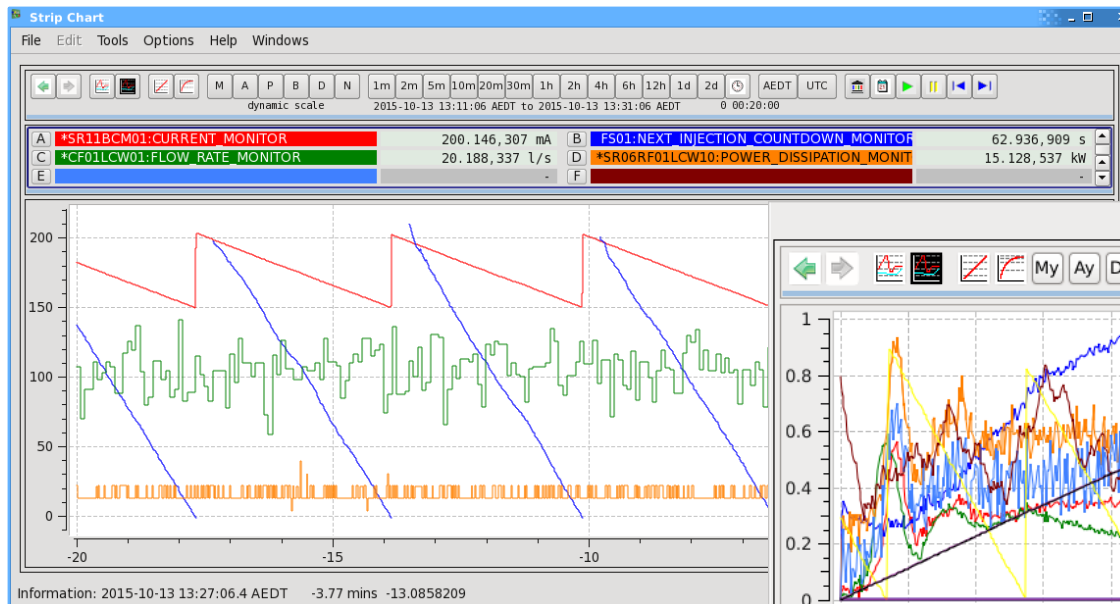 Strip Chart
File Edit Tools Options Help Windows
M A P B D N 1m 2m 5m 10m 20m 30m 1h 2h 4h 6h 12h 1d 2d AEDT UTC
dynamic scale 2015-10-13 13:11:06 AEDT to 2015-10-13 13:31:06 AEDT 0 00:20:00
A *SR11BCM01:CURRENT_MONITOR 200.146,307 mA B FS01:NEXT_INJECTION_COUNTDOWN_MONITOR 62.936,909 s
C *CF01LCW01:FLOW_RATE_MONITOR 20.188,337 l/s D *SR06RF01LCW10:POWER_DISSIPATION_MONIT 15.128,537 kW
E - F -
200
150
100
50
0
-20 -15 -10
My Ay D
1
0.8
0.6
0.4
0.2
0
Information: 2015-10-13 13:27:06.4 AEDT -3.77 mins -13.0858209